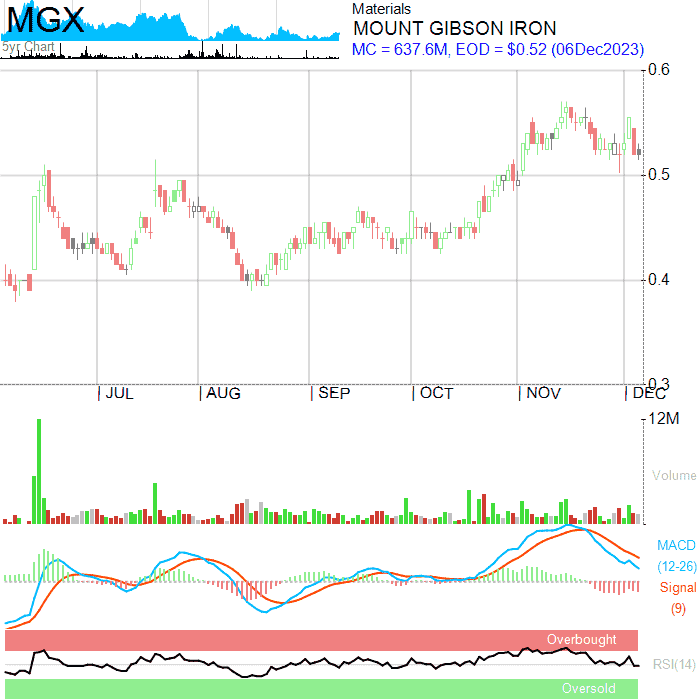 MGX
5yr Chart
Materials
MOUNT GIBSON IRON
MC = 637.6M, EOD = $0.52 (06Dec2023)
0.6
0.5
0.4
0.3
JUL
AUG
SEP
OCT
NOV
DEC
12M
Volume
MACD
(12-26)
Signal
(9)
Overbought
RSI(14)
Oversold